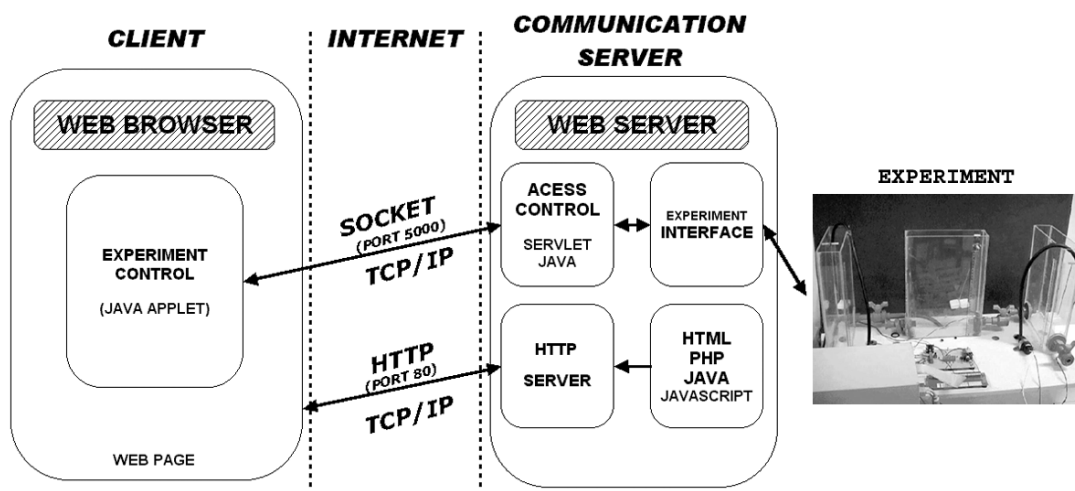 CLIENT
INTERNET
COMMUNICATION
SERVER
WEB BROWSER
EXPERIMENT
CONTROL
(JAVA APPLET)
WEB PAGE
SOCKET
(PORT 5000)
TCP/IP
HTTP
(PORT 80)
TCP/IP
WEB SERVER
ACESS
CONTROL
SERVLET
JAVA
EXPERIMENT
INTERFACE
HTTP
SERVER
HTML
PHP
JAVA
JAVASCRIPT
EXPERIMENT